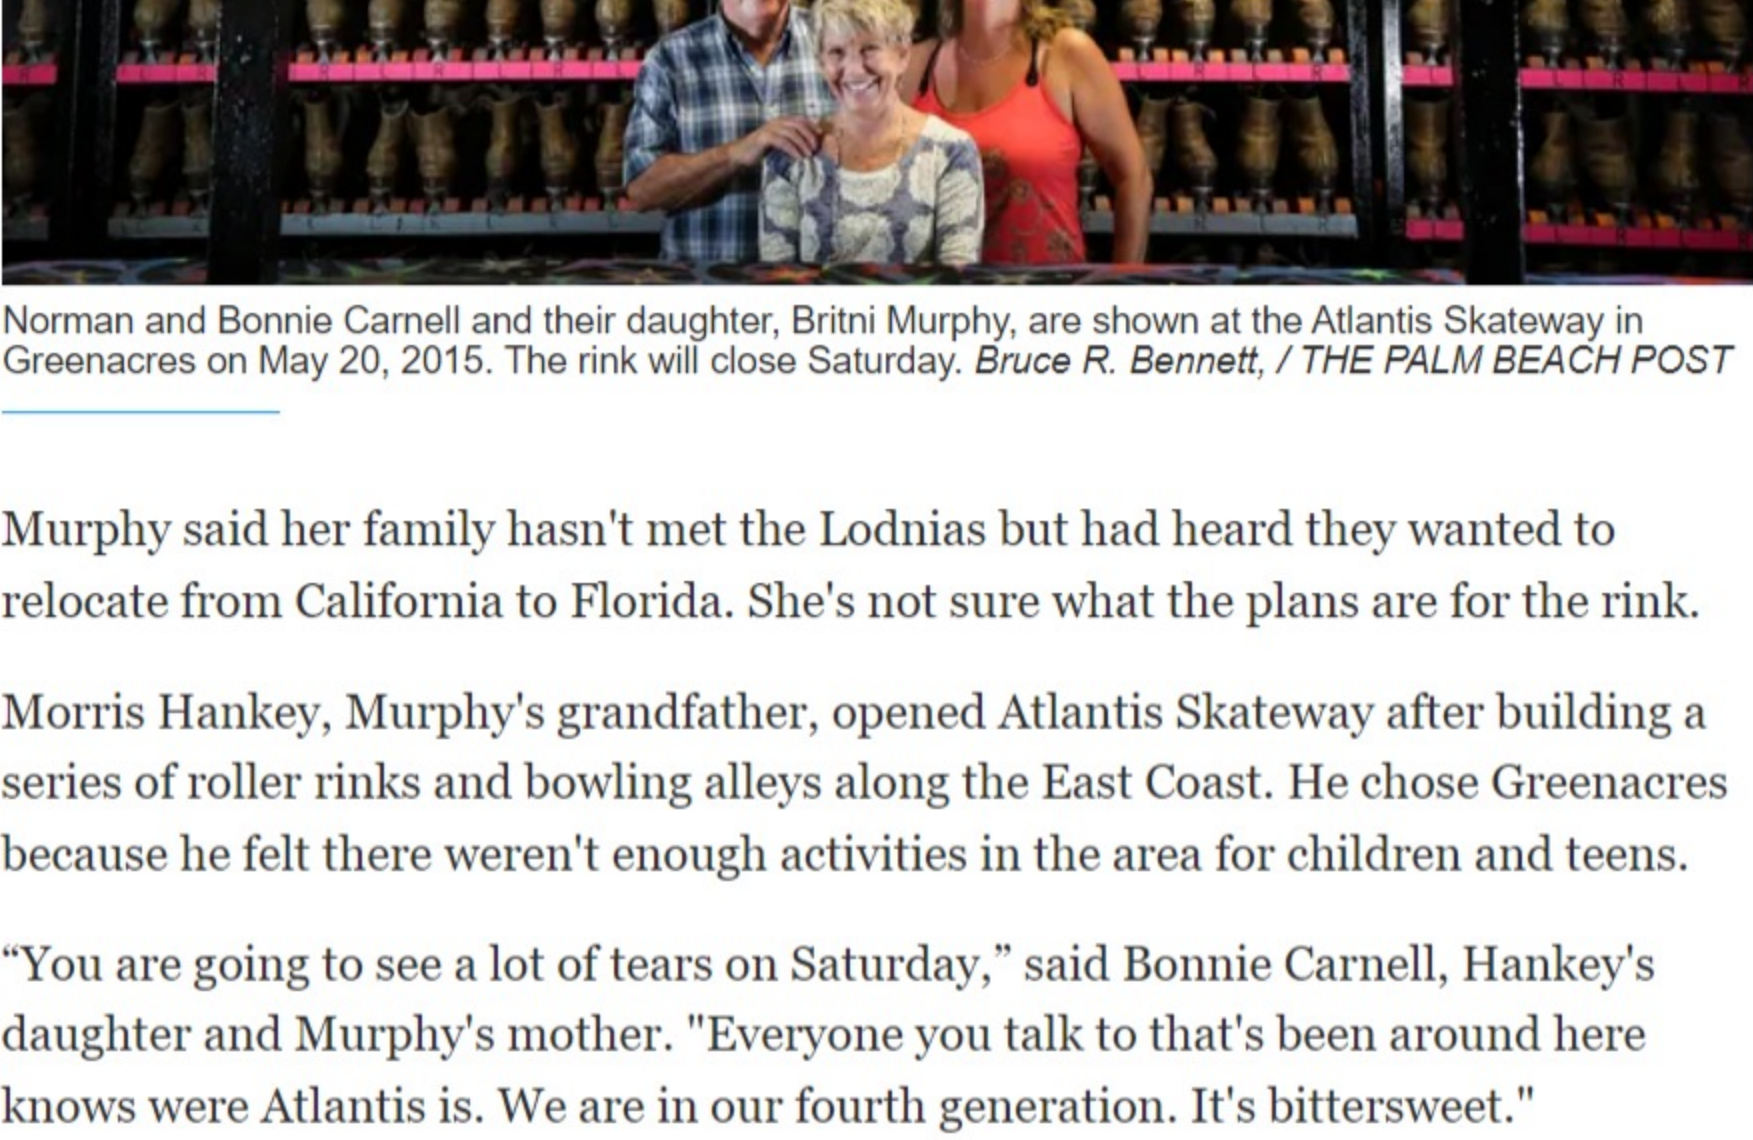 Norman and Bonnie Carnell and their daughter, Britni Murphy, are shown at the Atlantis Skateway in
Greenacres on May 20, 2015. The rink will close Saturday. Bruce R. Bennett, / THE PALM BEACH POST
Murphy said her family hasn't met the Lodnias but had heard they wanted to
relocate from California to Florida. She's not sure what the plans are for the rink.
Morris Hankey, Murphy's grandfather, opened Atlantis Skateway after building a
series of roller rinks and bowling alleys along the East Coast. He chose Greenacres
because he felt there weren't enough activities in the area for children and teens.
“You are going to see a lot of tears on Saturday,” said Bonnie Carnell, Hankey's
daughter and Murphy's mother. "Everyone you talk to that's been around here
knows were Atlantis is. We are in our fourth generation. It's bittersweet."